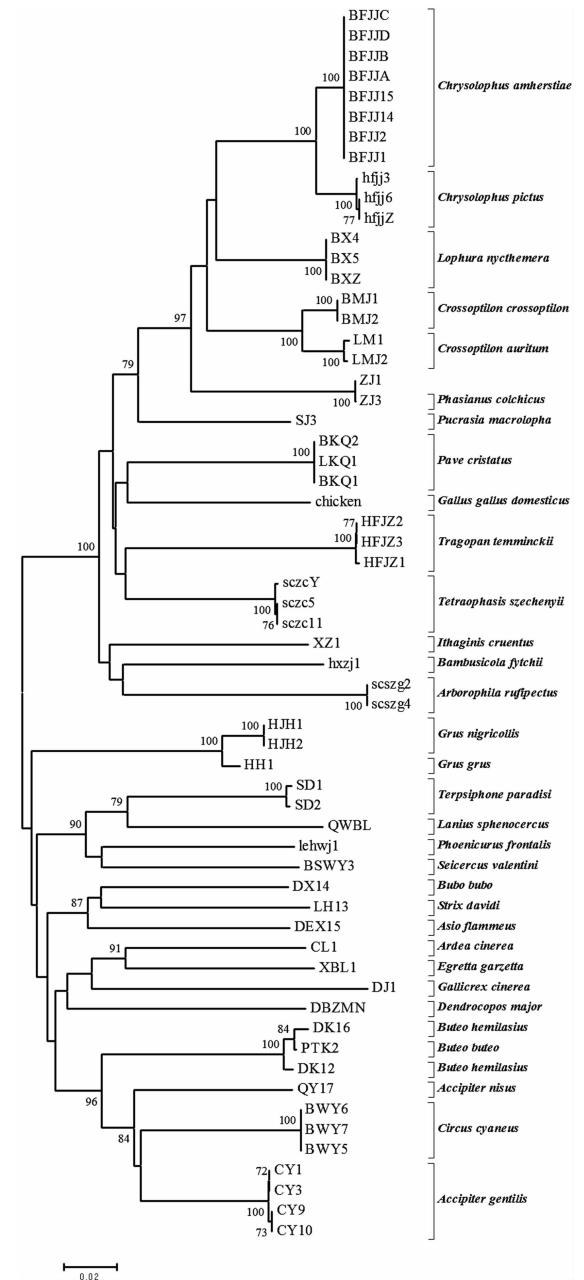 BFJJC
BFJJD
BFJJB
100 BFJJA Chrysolophus amherstiae
BFJJ15
100 BFJJ14
BFJJ2
BFJJ1
hfjj3
100 hfjj6 Chrysolophus pictus
77 hfjjZ
BX4
BX5 Lophura nycthemera
100 BXZ
100 BMJ1 Crossoptilon crossoptilon
BMJ2
97 100 LM1 Crossoptilon auritum
100 LMJ2
79 ZJ1
100 ZJ3 Phasianus colchicus
SJ3 Pucrasia macrolopha
BKQ2
100 LKQ1 Pave cristatus
BKQ1
chicken Gallus gallus domesticus
77 HFJZ2
100 HFJZ3 Tragopan temminckii
100 HFJZ1
sczcY
100 sczc5 Tetraophasis szechenyii
76 sczc11
XZ1 Ithaginis cruentus
hxzj1 Bambusicola fytchii
scszg2 Arborophila rufipectus
100 scszg4
100 HJH1 Grus nigricollis
100 HJH2
HH1 Grus grus
100 SD1 Terpsiphone paradisi
79 SD2
90 QWBL Lanius sphenocercus
lehwj1 Phoenicurus frontalis
BSWY3 Seicercus valentini
DX14 Bubo bubo
87 LH13 Strix davidi
DEX15 Asio flammeus
91 CL1 Ardea cinerea
XBL1 Egretta garzetta
DJ1 Gallicrex cinerea
DBZMN Dendrocopos major
84 DK16 Buteo hemilasius
100 PTK2 Buteo buteo
DK12 Buteo hemilasius
96 QY17 Accipiter nisus
BWY6
100 BWY7 Circus cyaneus
84 BWY5
72 CY1
CY3 Accipiter gentilis
100 CY9
73 CY10
0.02